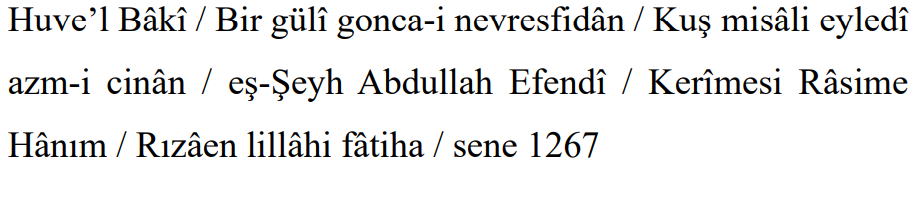 Huve’l Bâkî / Bir gülî gonca-i nevresfidân / Kuş misâli eyledî
azm-i cinân / eş-Şeyh Abdullah Efendî / Kerîmesi Râsime
Hânım / Rızâen lillâhi fâtiha / sene 1267